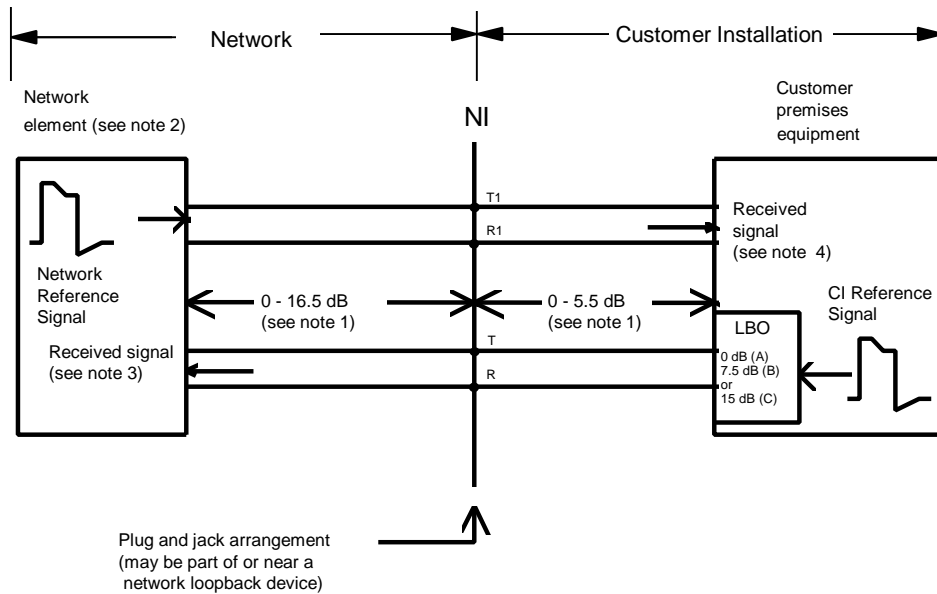 Network
Customer Installation
Network
element (see note 2)
NI
Customer
premises
equipment
T1
R1
Network
Reference
Signal
Received
signal
(see note 4)
0 - 16.5 dB
(see note 1)
0 - 5.5 dB
(see note 1)
CI Reference
Signal
Received signal
(see note 3)
T
R
LBO
0 dB (A)
7.5 dB (B)
or
15 dB (C)
Plug and jack arrangement
(may be part of or near a
network loopback device)